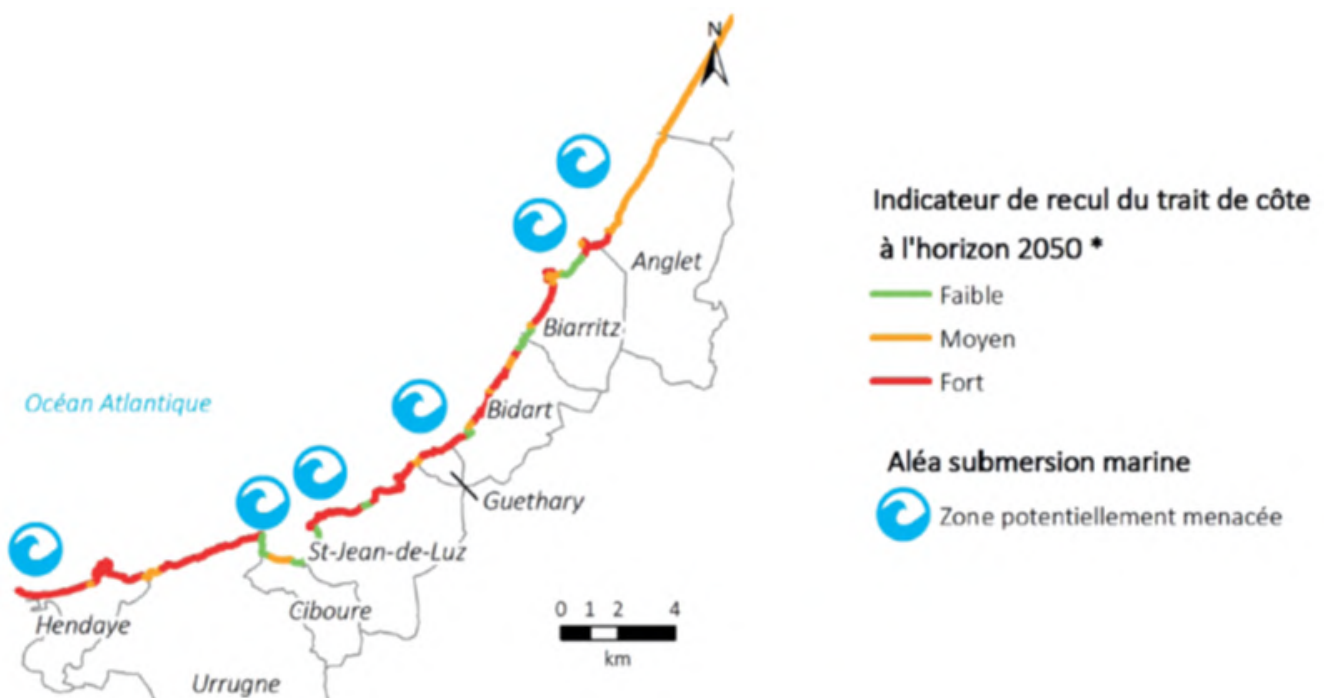 N
Anglet
Biarritz
Océan Atlantique
Bidart
Guethary
St-Jean-de-Luz
Ciboure
Hendaye
Urrugne
0 1 2 4
km
Indicateur de recul du trait de côte
à l'horizon 2050 *
Faible
Moyen
Fort
Aléa submersion marine
Zone potentiellement menacée